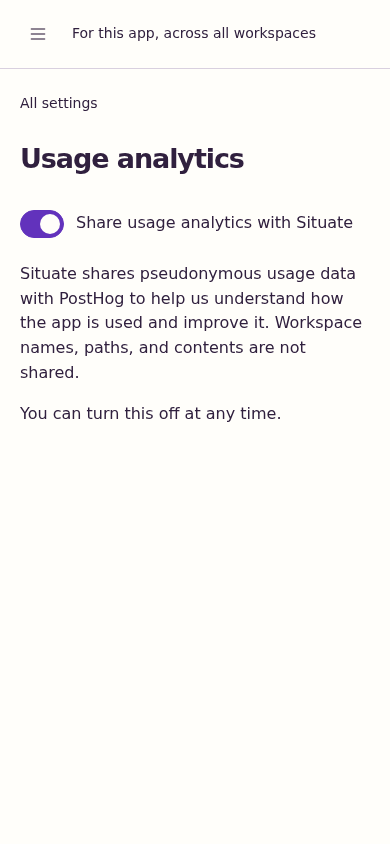 For this app, across all workspaces
All settings
Usage analytics
Share usage analytics with Situate
Situate shares pseudonymous usage data
with PostHog to help us understand how
the app is used and improve it. Workspace
names, paths, and contents are not
shared.
You can turn this off at any time.